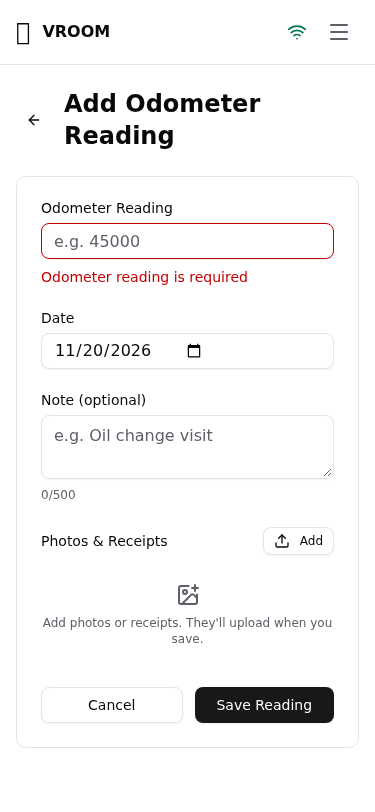 VROOM
Add Odometer
Reading
Odometer Reading
e.g. 45000
Odometer reading is required
Date
11/20/2026
Note (optional)
e.g. Oil change visit
0/500
Photos & Receipts
Add
Add photos or receipts. They'll upload when you
save.
Cancel
Save Reading